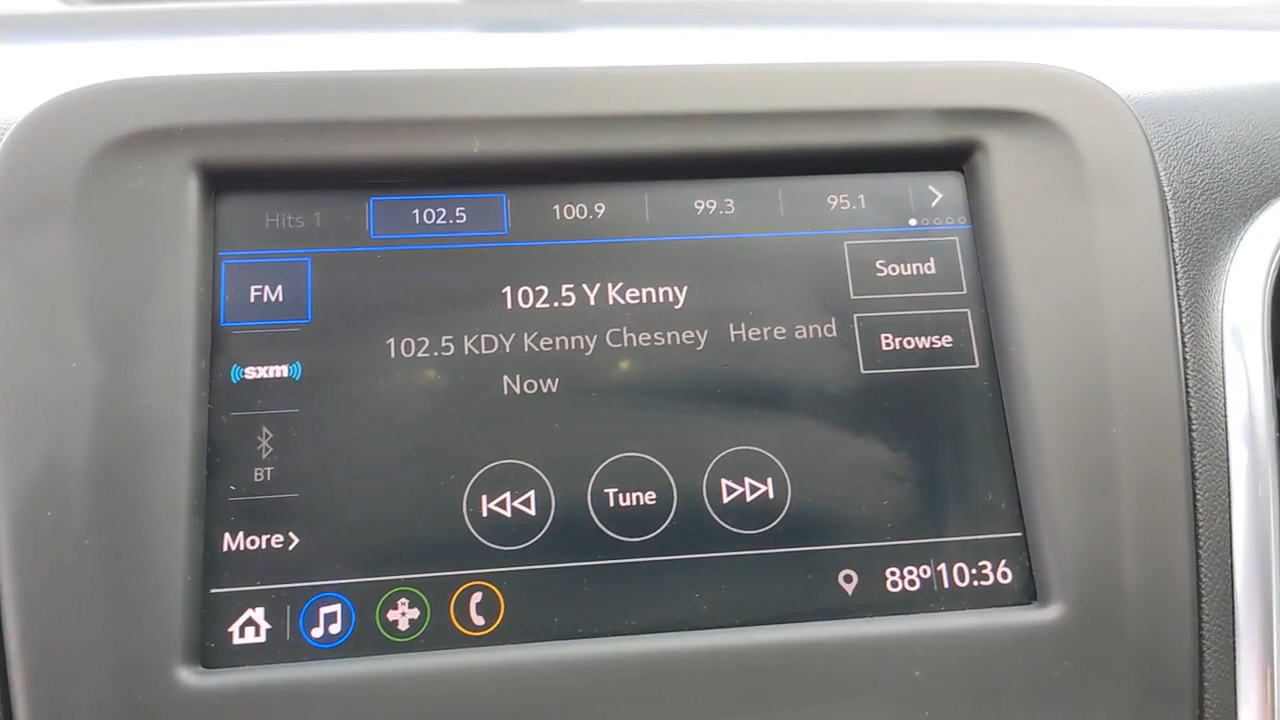 Hits 1 102.5 100.9 99.3 95.1
FM
102.5 Y Kenny
Sound
102.5 KDY Kenny Chesney Here and
Now
Browse
sxm
BT
Tune
More
88º 10:36
N